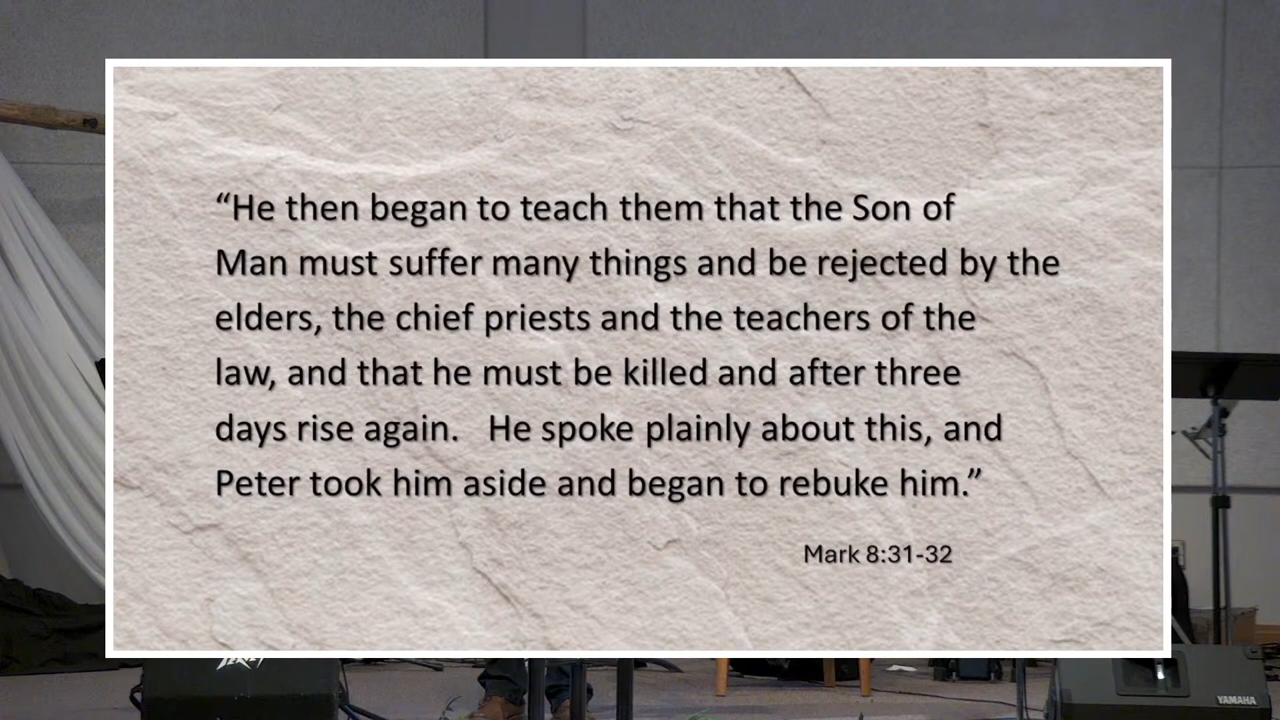 “He then began to teach them that the Son of
Man must suffer many things and be rejected by the
elders, the chief priests and the teachers of the
law, and that he must be killed and after three
days rise again.   He spoke plainly about this, and
Peter took him aside and began to rebuke him.”
Mark 8:31-32
YAMAHA